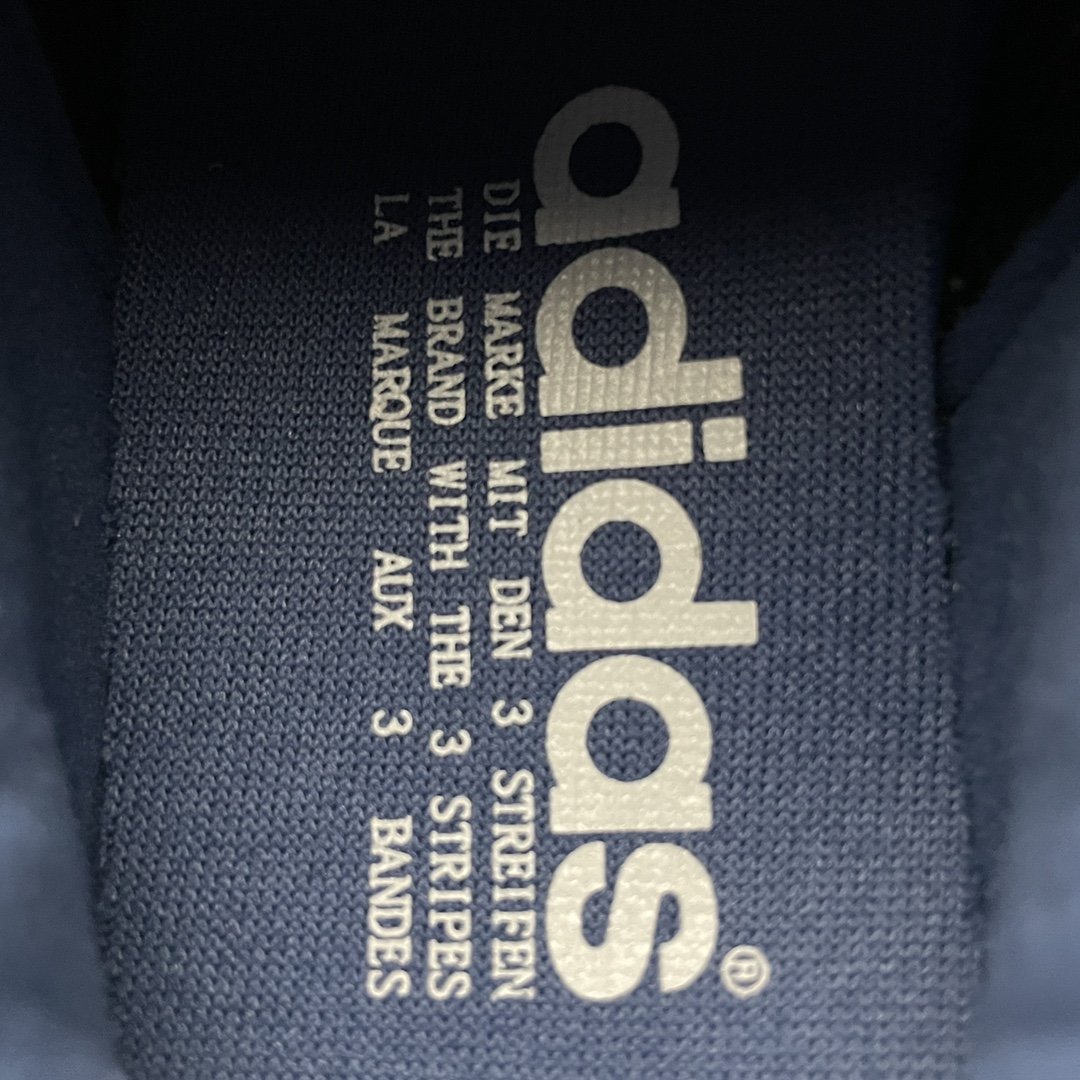 adidas®
DIE MARKE MIT DEN 3 STREIFEN
THE BRAND WITH THE 3 STRIPES
LA MARQUE AUX 3 BANDES